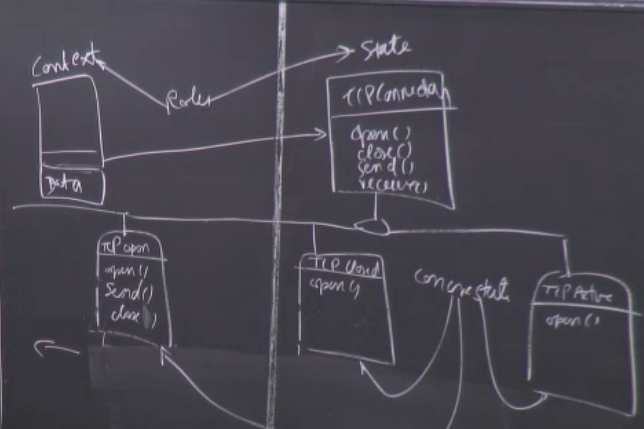 Context
State
Roles
TCPConnection
open()
close()
send()
receive()
Data
TCP open
open()
send()
close()
TCP Closed
open()
Concrete state
TCP Active
open()